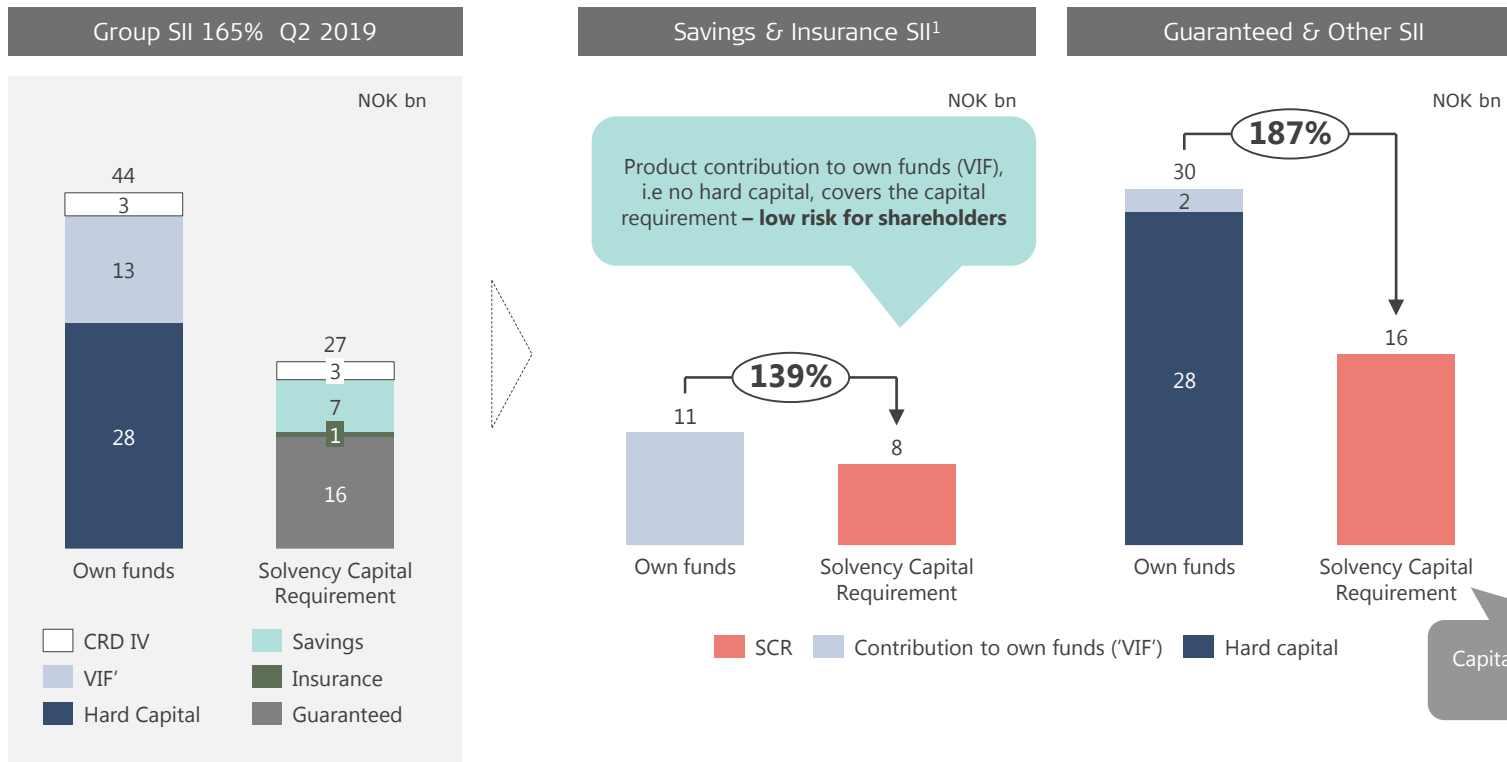 Group SII 165% Q2 2019
NOK bn
44
3
13
28
Own funds
27
3
7
1
16
Solvency Capital
Requirement
CRD IV
VIF’
Hard Capital
Savings
Insurance
Guaranteed
Savings & Insurance SII¹
NOK bn
Product contribution to own funds (VIF),
i.e no hard capital, covers the capital
requirement – low risk for shareholders
139%
11
Own funds
8
Solvency Capital
Requirement
Guaranteed & Other SII
NOK bn
187%
30
2
28
Own funds
16
Solvency Capital
Requirement
SCR
Contribution to own funds (‘VIF’)
Hard capital